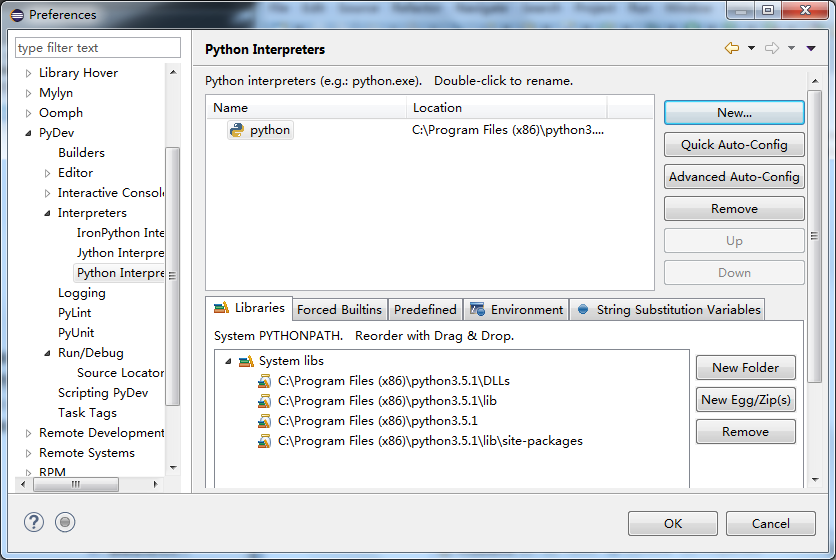 Preferences
type filter text
Library Hover
Mylyn
Oomph
PyDev
Builders
Editor
Interactive Console
Interpreters
IronPython Inte
Jython Interpre
Python Interpre
Logging
PyLint
PyUnit
Run/Debug
Source Locator
Scripting PyDev
Task Tags
Remote Development
Remote Systems
RPM
Python Interpreters
Python interpreters (e.g.: python.exe).   Double-click to rename.
Name Location
python C:\Program Files (x86)\python3....
New...
Quick Auto-Config
Advanced Auto-Config
Remove
Up
Down
Libraries Forced Builtins Predefined Environment String Substitution Variables
System PYTHONPATH.   Reorder with Drag & Drop.
System libs
C:\Program Files (x86)\python3.5.1\DLLs
C:\Program Files (x86)\python3.5.1\lib
C:\Program Files (x86)\python3.5.1
C:\Program Files (x86)\python3.5.1\lib\site-packages
New Folder
New Egg/Zip(s)
Remove
OK
Cancel